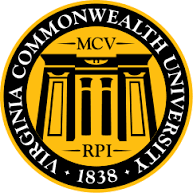 VIRGINIA COMMONWEALTH UNIVERSITY
MCV
RPI
· 1838 ·